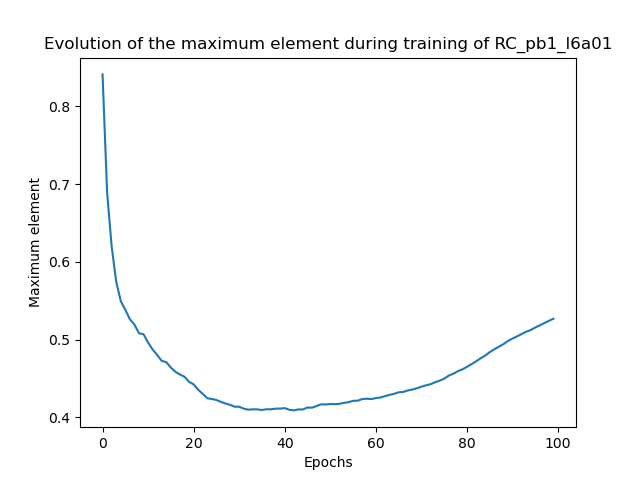 Evolution of the maximum element during training of RC_pb1_l6a01
0.8
0.7
0.6
0.5
0.4
Maximum element
0 20 40 60 80 100
Epochs